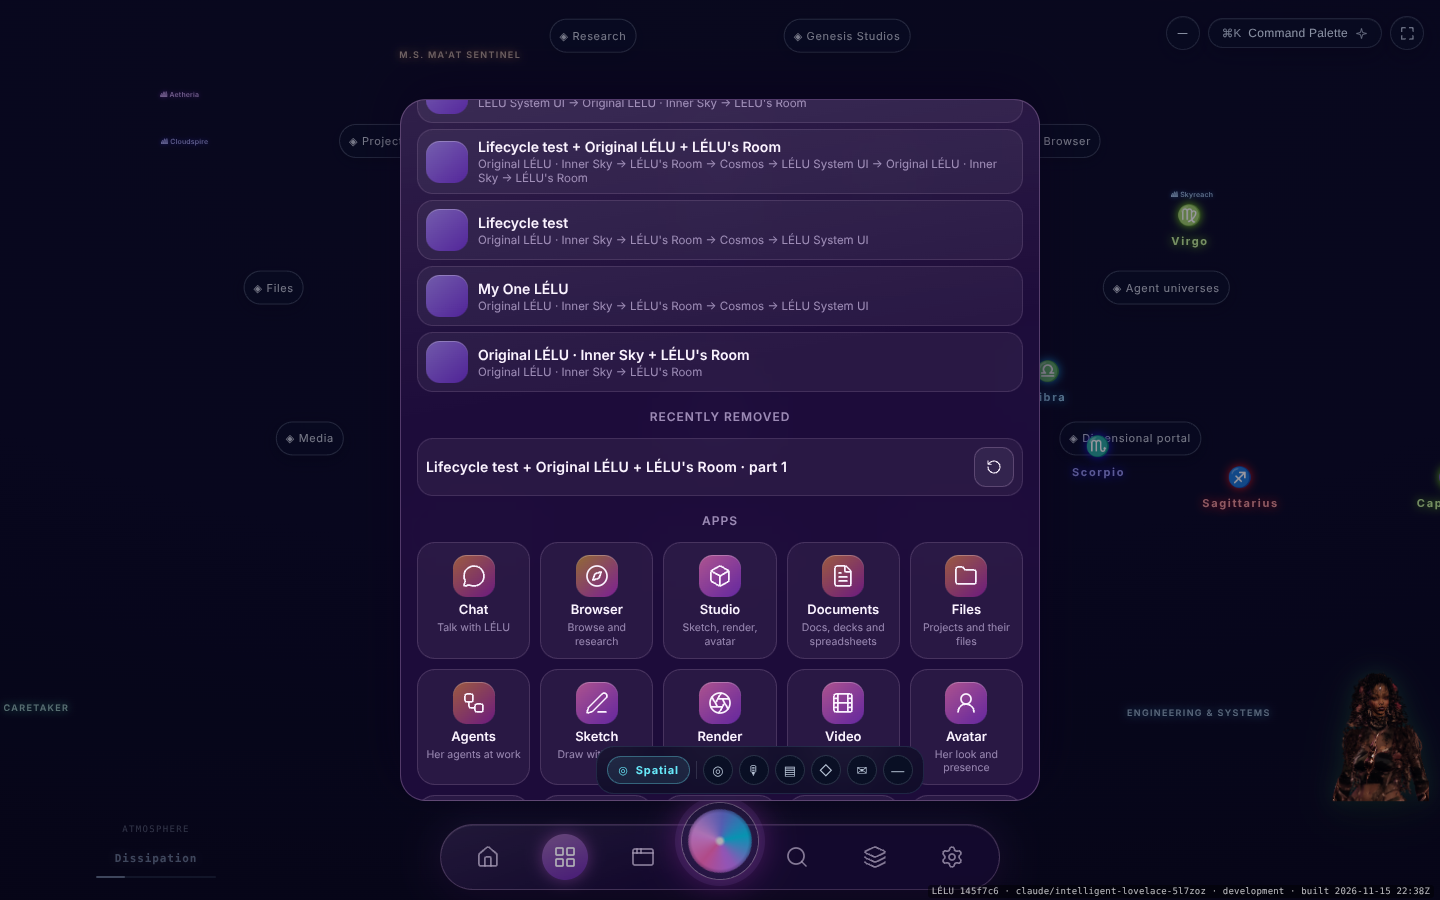 ◈ Research
◈ Genesis Studios
⌘K Command Palette
M.S. MA'AT SENTINEL
Aetheria
Cloudspire
◈ Project
Browser
LÉLU System UI → Original LÉLU · Inner Sky → LÉLU's Room
Lifecycle test + Original LÉLU + LÉLU's Room
Original LÉLU · Inner Sky → LÉLU's Room → Cosmos → LÉLU System UI → Original LÉLU · Inner
Sky → LÉLU's Room
Skyreach
Virgo
Lifecycle test
Original LÉLU · Inner Sky → LÉLU's Room → Cosmos → LÉLU System UI
◈ Files
◈ Agent universes
My One LÉLU
Original LÉLU · Inner Sky → LÉLU's Room → Cosmos → LÉLU System UI
Original LÉLU · Inner Sky + LÉLU's Room
Original LÉLU · Inner Sky → LÉLU's Room
ibra
RECENTLY REMOVED
◈ Media
◈ Dimensional portal
Scorpio
Lifecycle test + Original LÉLU + LÉLU's Room · part 1
Sagittarius
Cap
APPS
Chat
Talk with LÉLU
Browser
Browse and
research
Studio
Sketch, render,
avatar
Documents
Docs, decks and
spreadsheets
Files
Projects and their
files
CARETAKER
ENGINEERING & SYSTEMS
Agents
Her agents at work
Sketch
Draw wit
Render
Video
Avatar
Her look and
presence
◎ Spatial
ATMOSPHERE
Dissipation
LÉLU 145f7c6 · claude/intelligent-lovelace-5l7zoz · development · built 2026-11-15 22:38Z